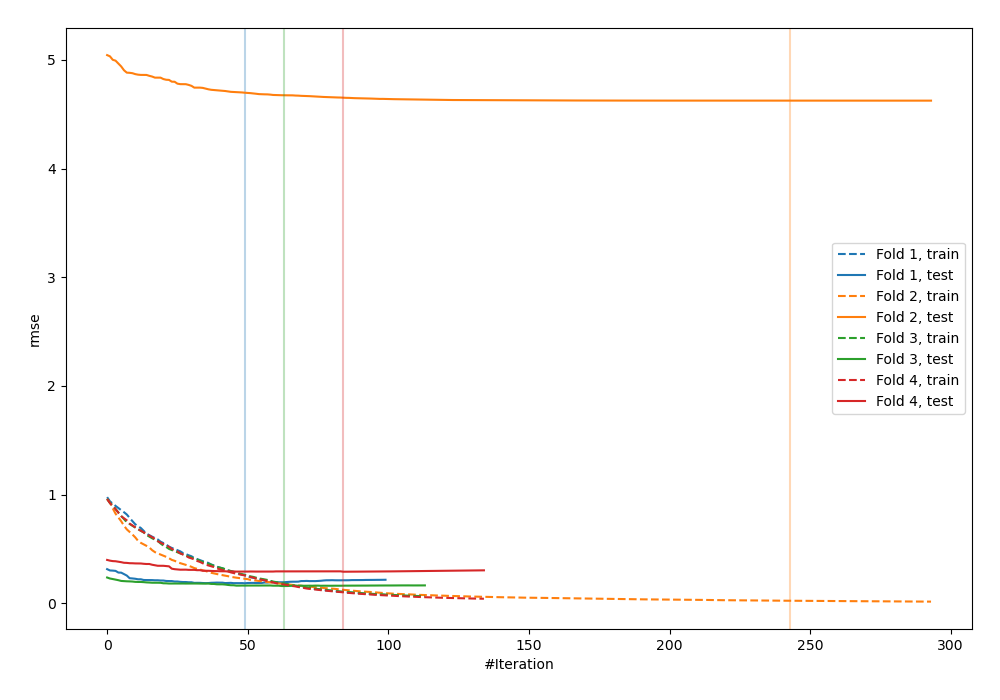 5
4
3
2
1
0
rmse
0
50
100
150
200
250
300
#Iteration
Fold 1, train
Fold 1, test
Fold 2, train
Fold 2, test
Fold 3, train
Fold 3, test
Fold 4, train
Fold 4, test